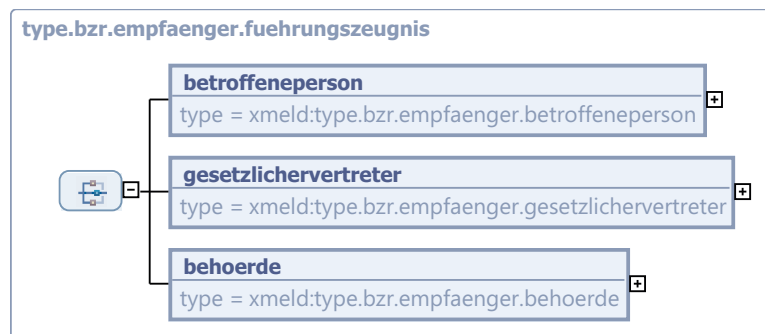 type.bzr.empfaenger.fuehrungszeugnis
betroffeneperson
type = xmeld:type.bzr.empfaenger.betroffeneperson
gesetzlichervertreter
type = xmeld:type.bzr.empfaenger.gesetzlichervertreter
behoerde
type = xmeld:type.bzr.empfaenger.behoerde